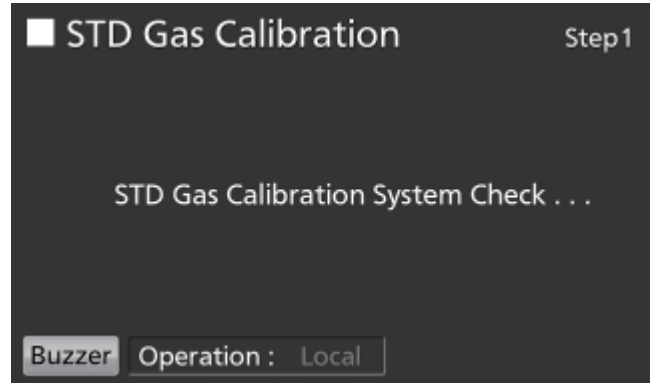 STD Gas Calibration Step1
STD Gas Calibration System Check . . .
Buzzer Operation : Local